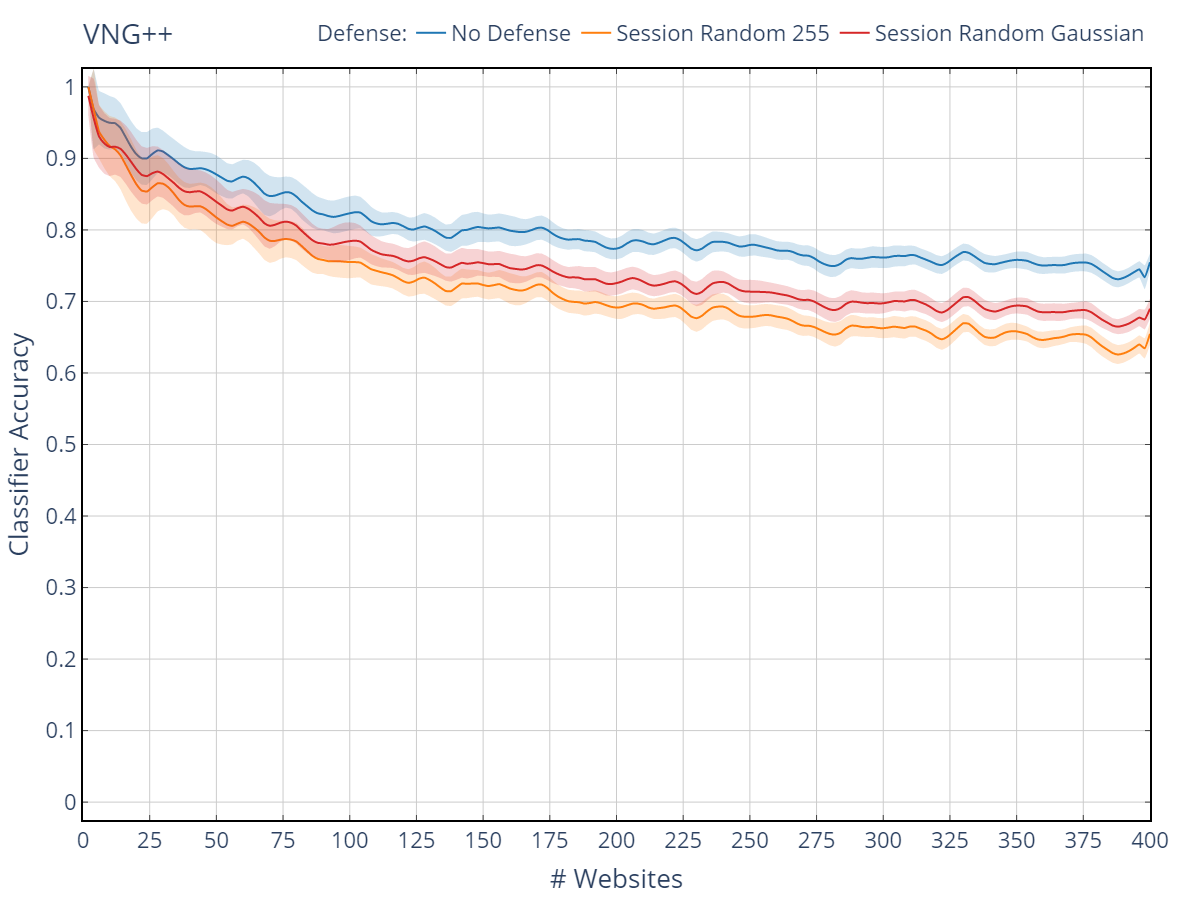 VNG++
Defense: No Defense Session Random 255 Session Random Gaussian
Classifier Accuracy
1
0.9
0.8
0.7
0.6
0.5
0.4
0.3
0.2
0.1
0
0 25 50 75 100 125 150 175 200 225 250 275 300 325 350 375 400
# Websites